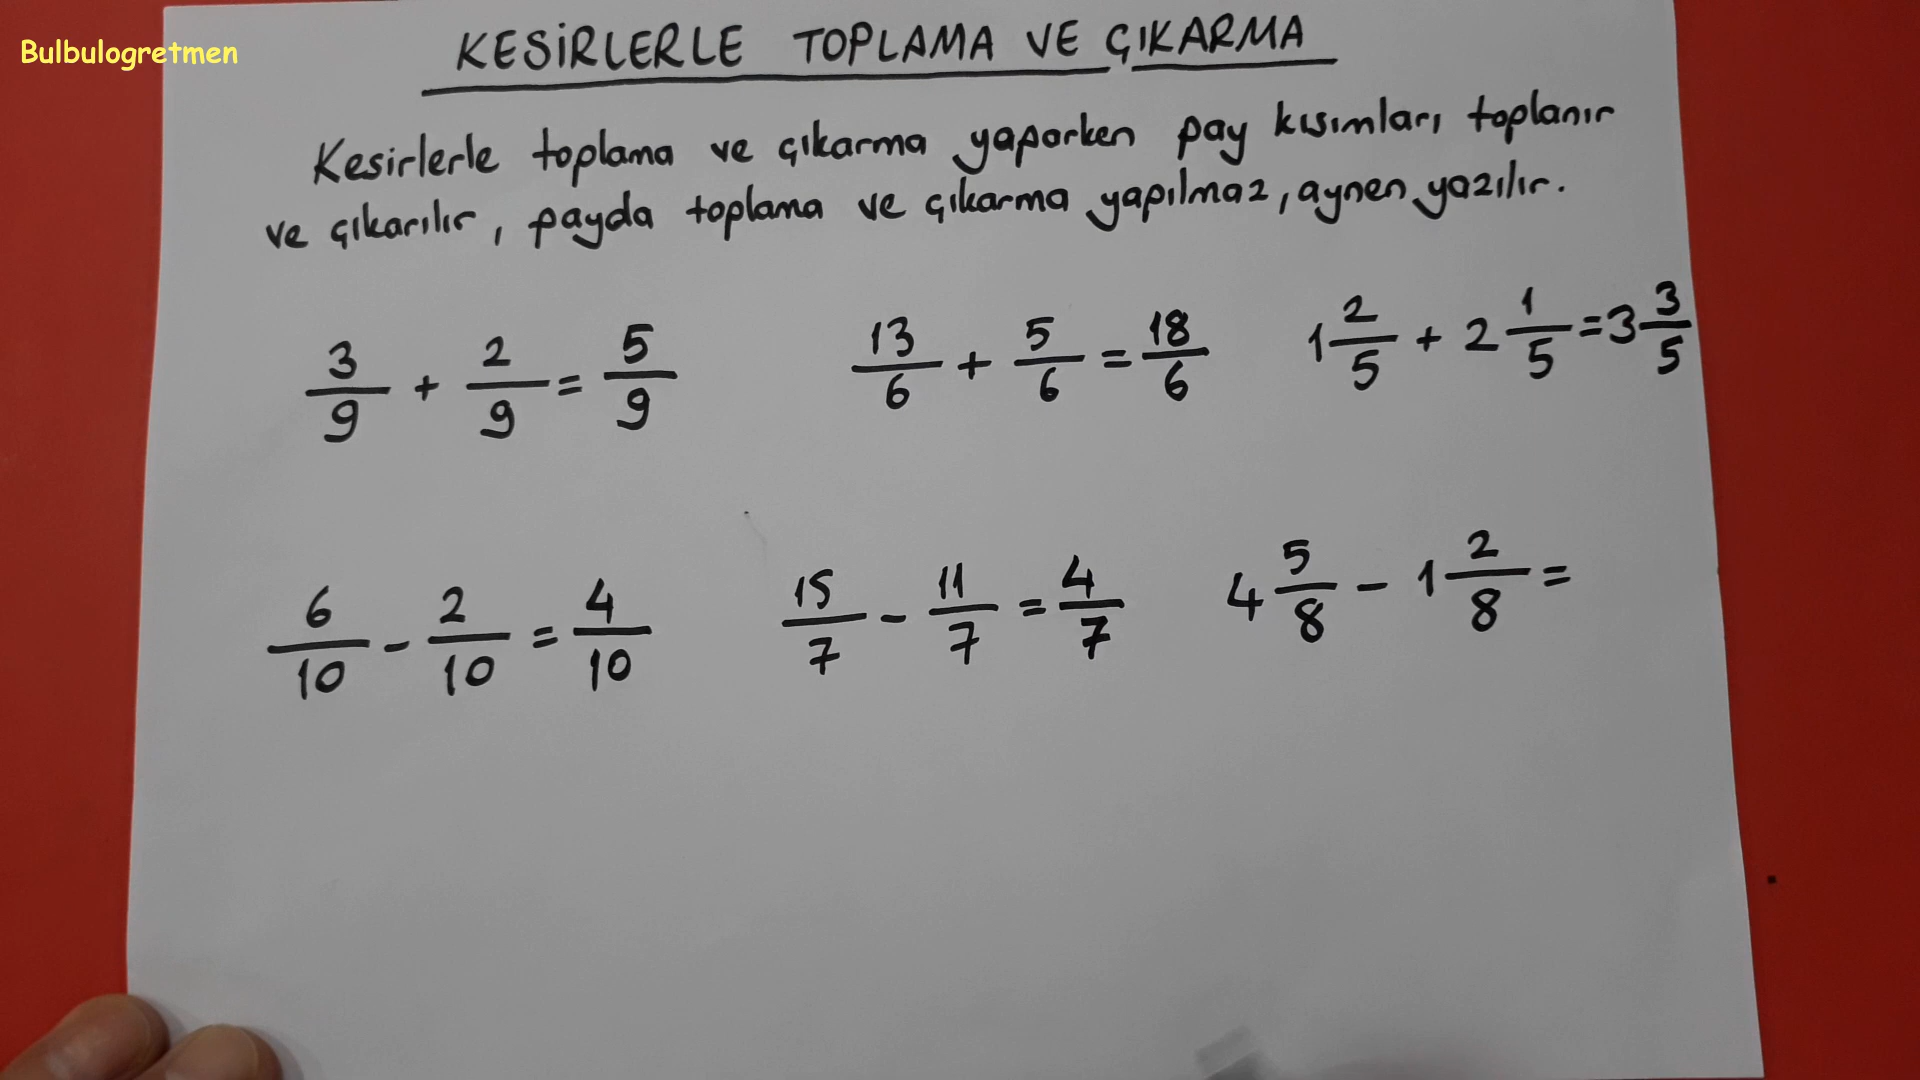 Bulbulogretmen
KESİRLERLE TOPLAMA VE ÇIKARMA
Kesirlerle toplama ve çıkarma yaparken pay kısımları toplanır
ve çıkarılır, payda toplama ve çıkarma yapılmaz, aynen yazılır.
3/9 + 2/9 = 5/9
13/6 + 5/6 = 18/6
1 2/5 + 2 1/5 = 3 3/5
6/10 - 2/10 = 4/10
15/7 - 11/7 = 4/7
4 5/8 - 1 2/8 =